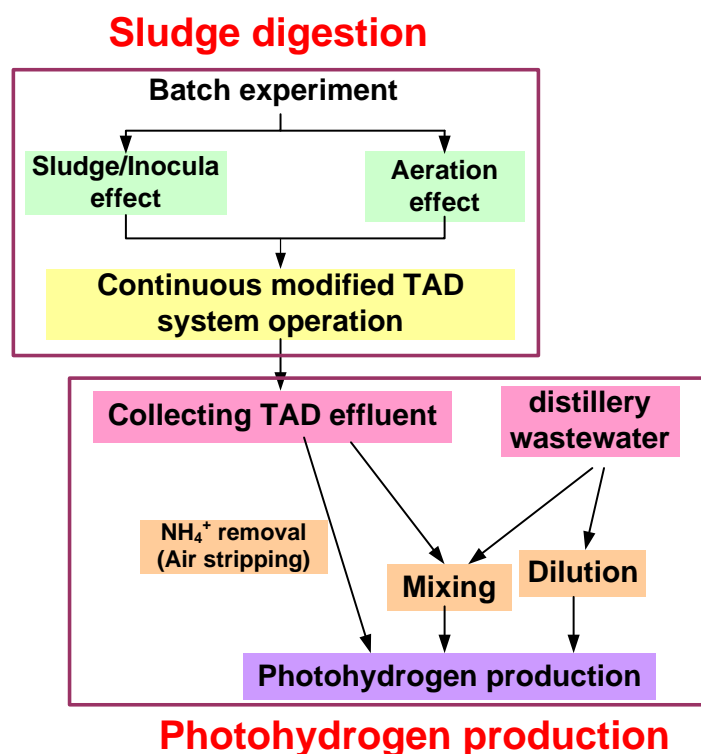 Sludge digestion
Batch experiment
Sludge/Inocula
effect
Aeration
effect
Continuous modified TAD
system operation
Collecting TAD effluent
distillery
wastewater
NH₄⁺ removal
(Air stripping)
Mixing
Dilution
Photohydrogen production
Photohydrogen production